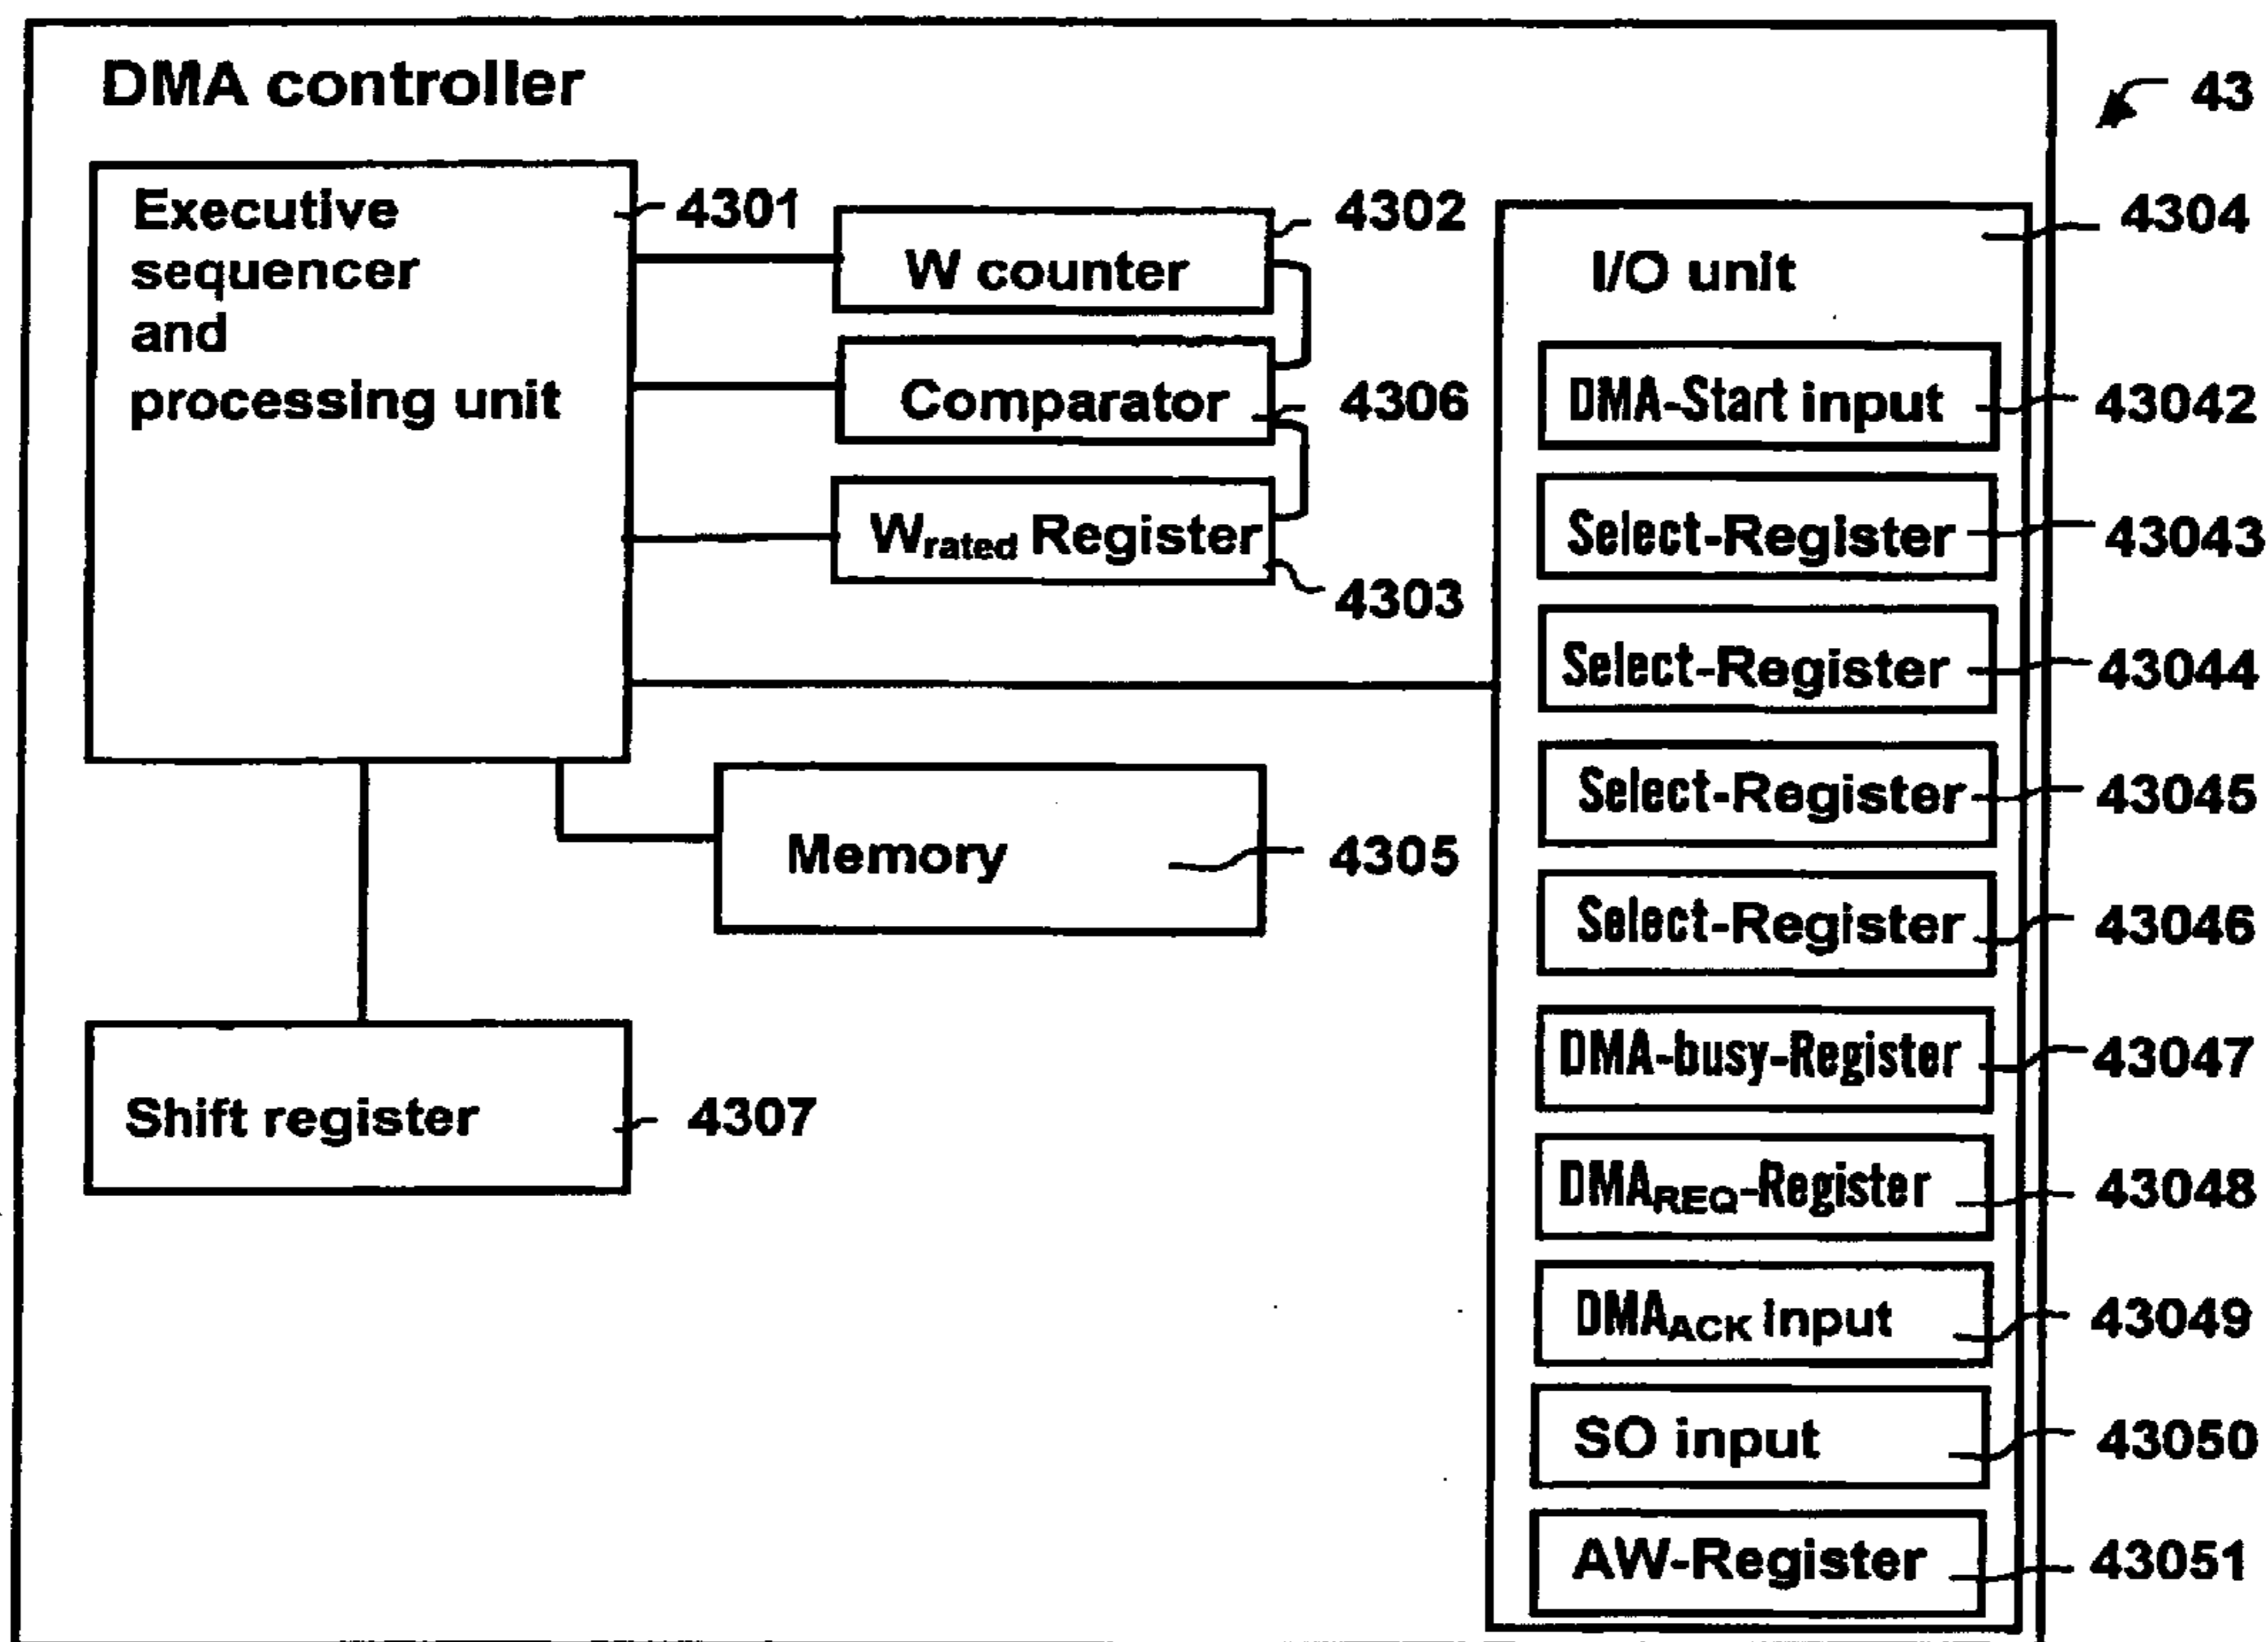 DMA controller
43
Executive
sequencer
and
processing unit
4301
W counter
4302
Comparator
4306
Wrated Register
4303
Memory
4305
Shift register
4307
I/O unit
4304
DMA-Start input
43042
Select-Register
43043
Select-Register
43044
Select-Register
43045
Select-Register
43046
DMA-busy-Register
43047
DMAREQ-Register
43048
DMAACK Input
43049
SO input
43050
AW-Register
43051